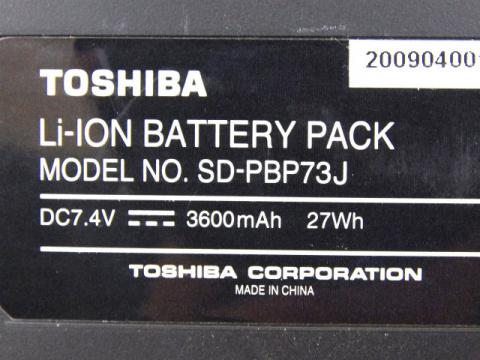 200904001
TOSHIBA
Li-ION BATTERY PACK
MODEL NO. SD-PBP73J
DC7.4V ⎓ 3600mAh 27Wh
TOSHIBA CORPORATION
MADE IN CHINA